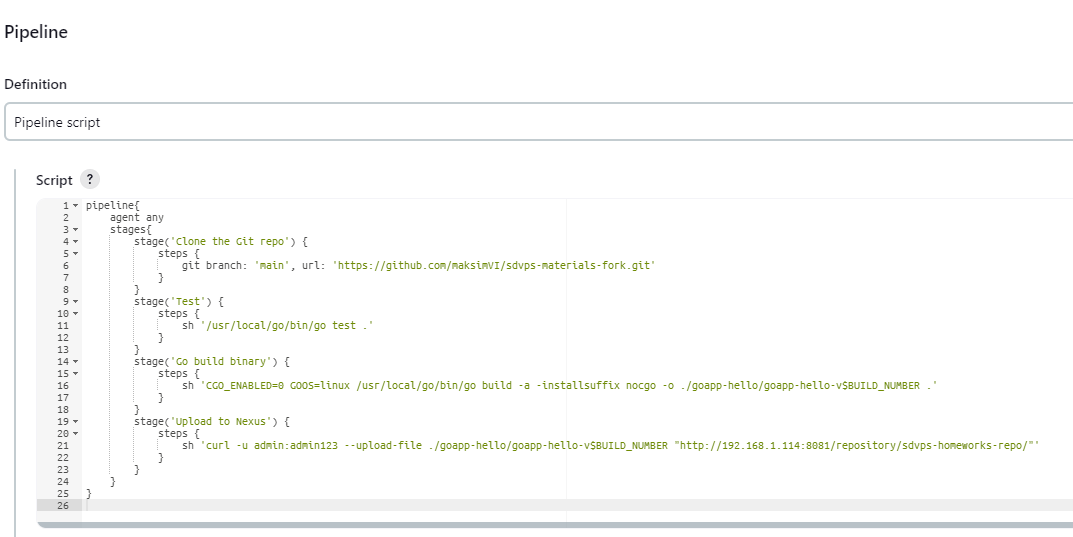 Pipeline
Definition
Pipeline script
Script ?
1 pipeline{
2     agent any
3     stages{
4         stage('Clone the Git repo') {
5             steps {
6                 git branch: 'main', url: 'https://github.com/maksimVI/sdvps-materials-fork.git'
7             }
8         }
9         stage('Test') {
10             steps {
11                 sh '/usr/local/go/bin/go test .'
12             }
13         }
14         stage('Go build binary') {
15             steps {
16                 sh 'CGO_ENABLED=0 GOOS=linux /usr/local/go/bin/go build -a -installsuffix nocgo -o ./goapp-hello/goapp-hello-v$BUILD_NUMBER .'
17             }
18         }
19         stage('Upload to Nexus') {
20             steps {
21                 sh 'curl -u admin:admin123 --upload-file ./goapp-hello/goapp-hello-v$BUILD_NUMBER "http://192.168.1.114:8081/repository/sdvps-homeworks-repo/"'
22             }
23         }
24     }
25 }
26